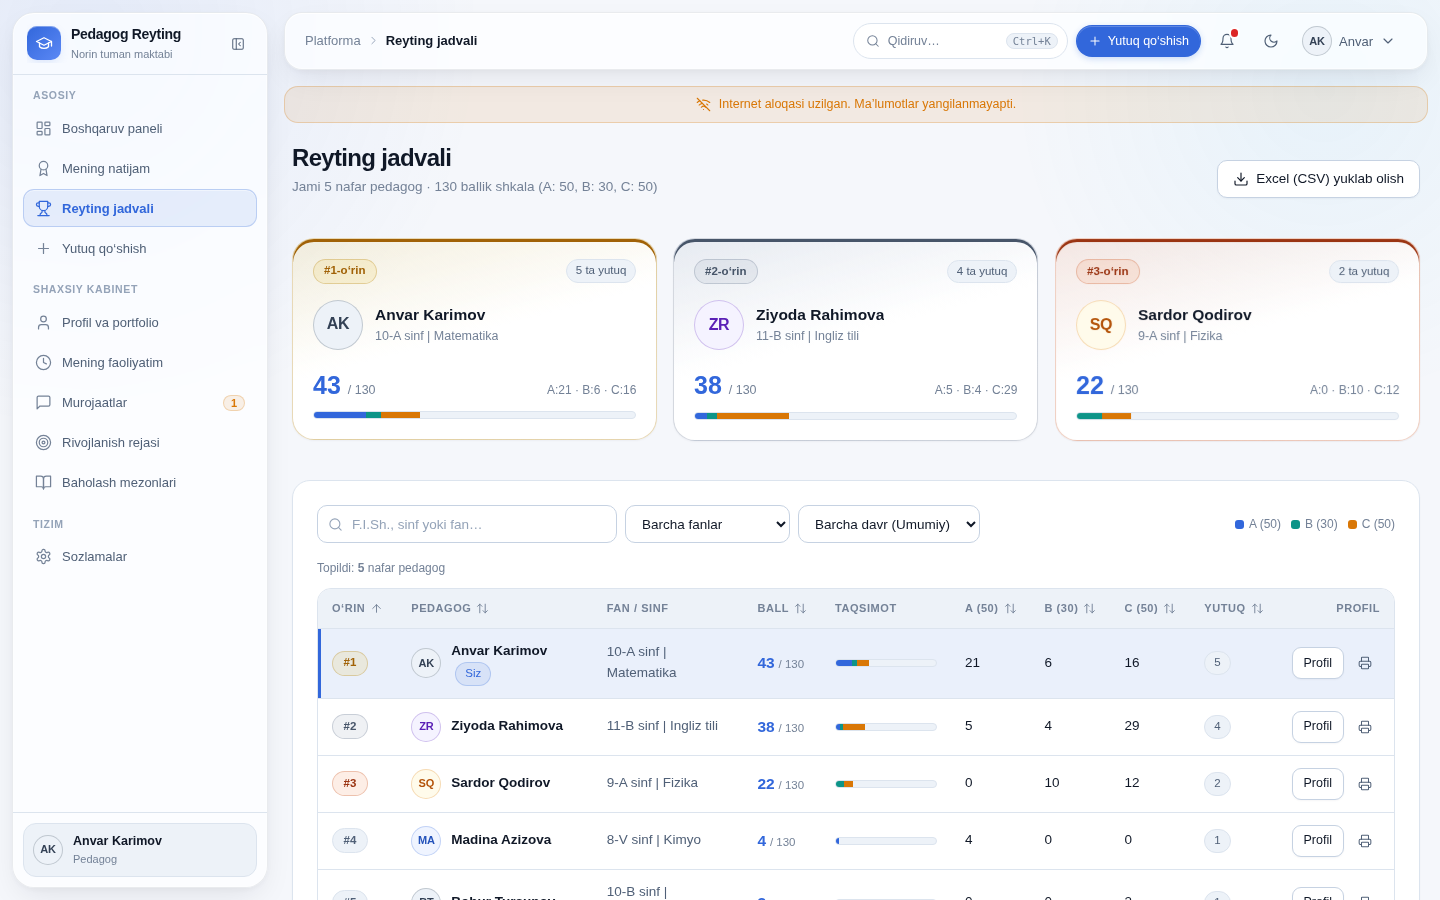 Pedagog Reyting
Norin tuman maktabi
ASOSIY
Boshqaruv paneli
Mening natijam
Reyting jadvali
Yutuq qo‘shish
SHAXSIY KABINET
Profil va portfolio
Mening faoliyatim
Murojaatlar 1
Rivojlanish rejasi
Baholash mezonlari
TIZIM
Sozlamalar
AK Anvar Karimov
Pedagog
Platforma Reyting jadvali
Qidiruv… Ctrl+K
Yutuq qo‘shish
AK Anvar
Internet aloqasi uzilgan. Ma’lumotlar yangilanmayapti.
Reyting jadvali
Jami 5 nafar pedagog · 130 ballik shkala (A: 50, B: 30, C: 50)
Excel (CSV) yuklab olish
#1-o‘rin 5 ta yutuq
AK Anvar Karimov
10-A sinf | Matematika
43 / 130 A:21 · B:6 · C:16
#2-o‘rin 4 ta yutuq
ZR Ziyoda Rahimova
11-B sinf | Ingliz tili
38 / 130 A:5 · B:4 · C:29
#3-o‘rin 2 ta yutuq
SQ Sardor Qodirov
9-A sinf | Fizika
22 / 130 A:0 · B:10 · C:12
F.I.Sh., sinf yoki fan… Barcha fanlar Barcha davr (Umumiy) A (50) B (30) C (50)
Topildi: 5 nafar pedagog
O‘RIN PEDAGOG FAN / SINF BALL TAQSIMOT A (50) B (30) C (50) YUTUQ PROFIL
#1 AK Anvar Karimov Siz 10-A sinf | Matematika 43 / 130 21 6 16 5 Profil
#2 ZR Ziyoda Rahimova 11-B sinf | Ingliz tili 38 / 130 5 4 29 4 Profil
#3 SQ Sardor Qodirov 9-A sinf | Fizika 22 / 130 0 10 12 2 Profil
#4 MA Madina Azizova 8-V sinf | Kimyo 4 / 130 4 0 0 1 Profil
10-B sinf |
Profil